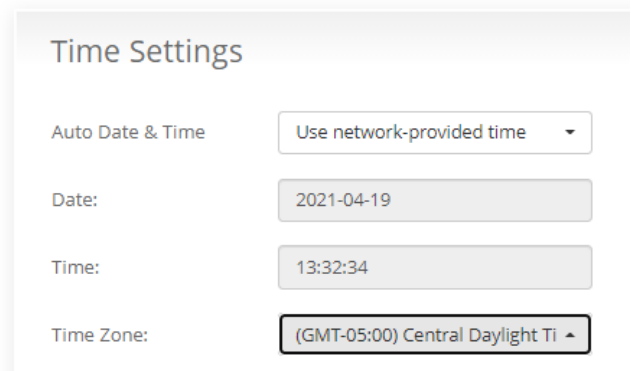 Time Settings
Auto Date & Time Use network-provided time
Date: 2021-04-19
Time: 13:32:34
Time Zone: (GMT-05:00) Central Daylight Ti